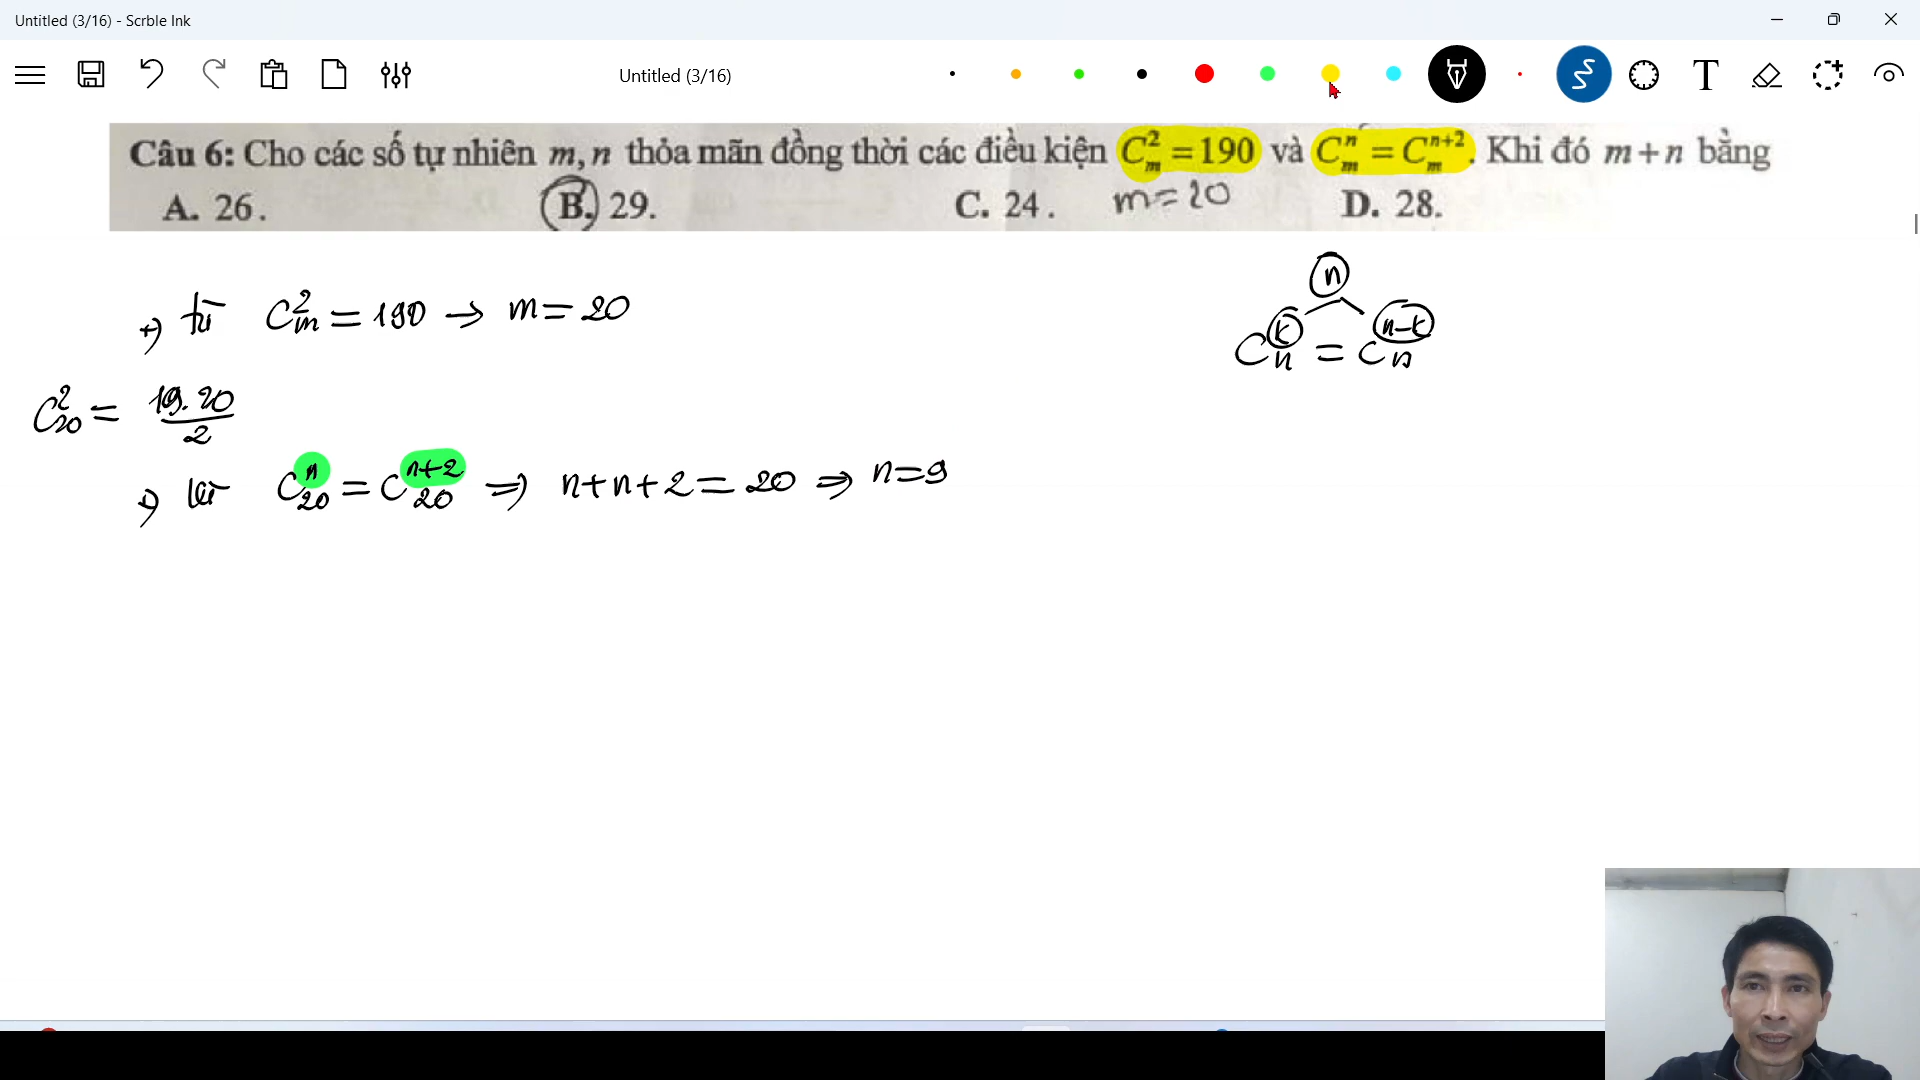 Untitled (3/16) - Scrble Ink
Untitled (3/16)
T
Câu 6: Cho các số tự nhiên m, n thỏa mãn đồng thời các điều kiện C²ₘ = 190 và Cⁿₘ = Cⁿ⁺²ₘ. Khi đó m + n bằng
A. 26. B. 29. C. 24. D. 28.
m = 20
n
Cᵏₙ = Cⁿ⁻ᵏₙ
+) từ C²ₘ = 190 → m = 20
C²₂₀ = 19.20/2
+) Cⁿ₂₀ = Cⁿ⁺²₂₀ ⇒ n+n+2 = 20 ⇒ n = 9